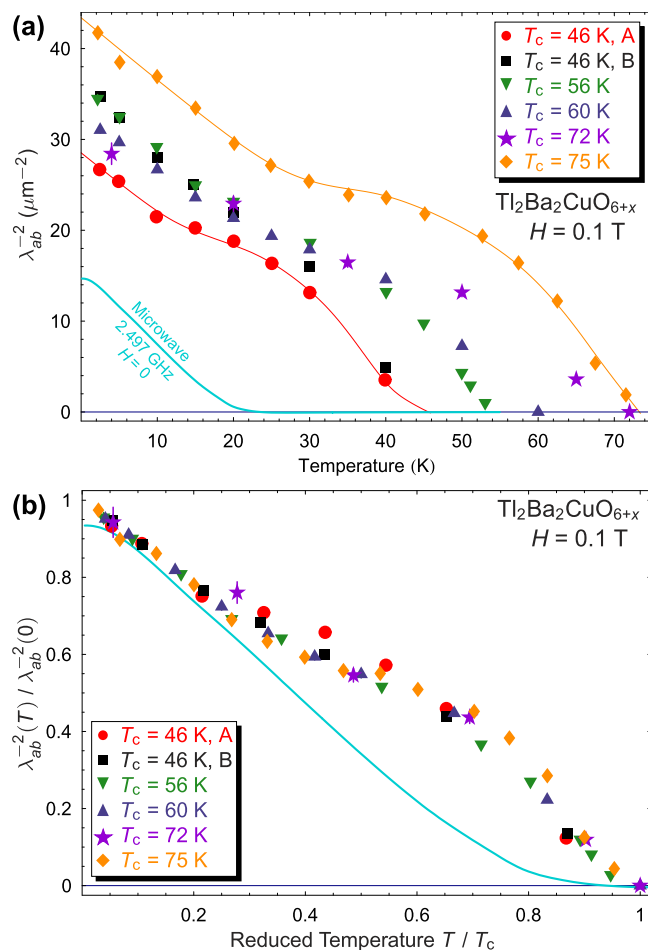 (a)
T_c = 46 K, A
T_c = 46 K, B
T_c = 56 K
T_c = 60 K
T_c = 72 K
T_c = 75 K
Tl₂Ba₂CuO₆₊ₓ
H = 0.1 T
Microwave
2.497 GHz
H = 0
λ_ab⁻² (μm⁻²)
40
30
20
10
0
10 20 30 40 50 60 70
Temperature (K)
(b)
Tl₂Ba₂CuO₆₊ₓ
H = 0.1 T
λ_ab⁻²(T) / λ_ab⁻²(0)
1
0.8
0.6
0.4
0.2
0
T_c = 46 K, A
T_c = 46 K, B
T_c = 56 K
T_c = 60 K
T_c = 72 K
T_c = 75 K
0.2 0.4 0.6 0.8 1
Reduced Temperature T / T_c